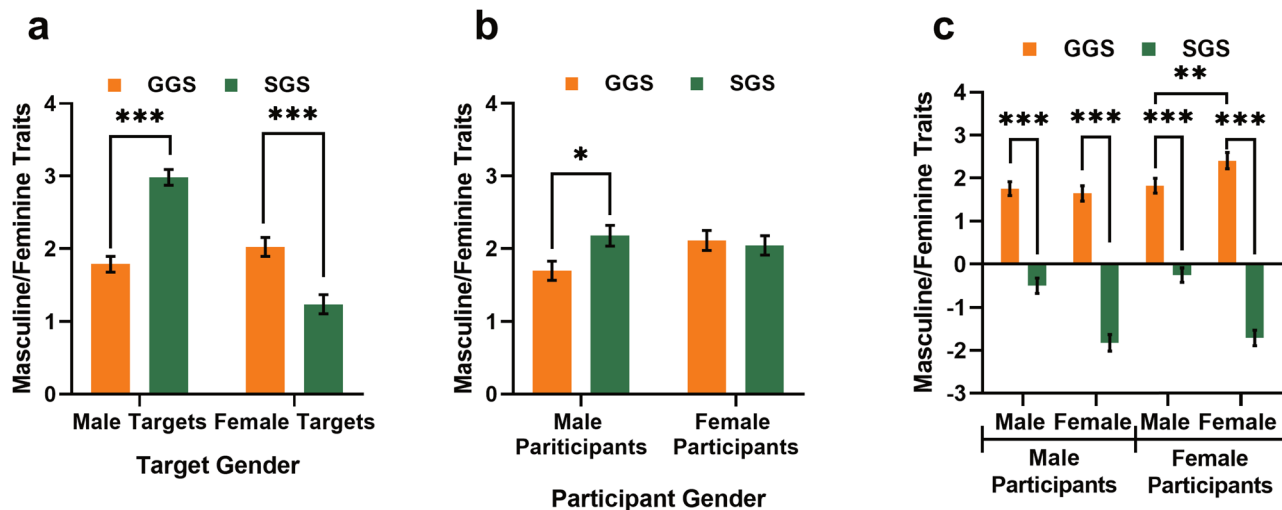 a
GGS SGS
Masculine/Feminine Traits
4
3
2
1
0
***
***
Male Targets Female Targets
Target Gender
b
GGS SGS
Masculine/Feminine Traits
4
3
2
1
0
*
Male Female
Pariticipants Participants
Participant Gender
c
GGS SGS
Masculine/Feminine Traits
4
3
2
1
0
-1
-2
-3
**
*** *** *** ***
Male Female Male Female
Male Female
Participants Participants